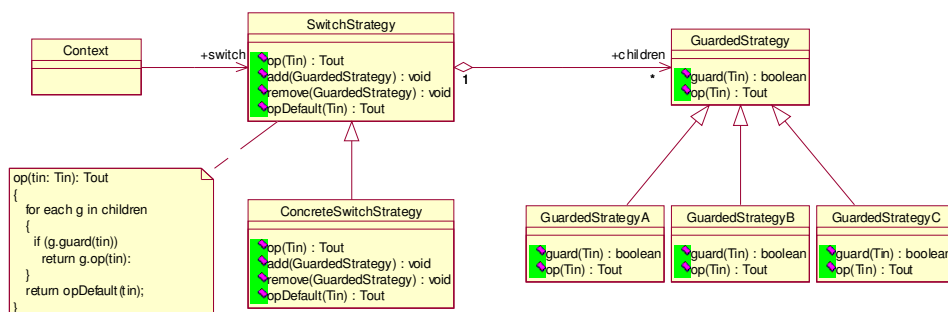 Context
+switch
SwitchStrategy
op(Tin) : Tout
add(GuardedStrategy) : void
remove(GuardedStrategy) : void
opDefault(Tin) : Tout
1
+children
*
GuardedStrategy
guard(Tin) : boolean
op(Tin) : Tout
op(tin: Tin): Tout
{
for each g in children
{
if (g.guard(tin))
return g.op(tin):
}
return opDefault(tin);
}
ConcreteSwitchStrategy
op(Tin) : Tout
add(GuardedStrategy) : void
remove(GuardedStrategy) : void
opDefault(Tin) : Tout
GuardedStrategyA
guard(Tin) : boolean
op(Tin) : Tout
GuardedStrategyB
guard(Tin) : boolean
op(Tin) : Tout
GuardedStrategyC
guard(Tin) : boolean
op(Tin) : Tout